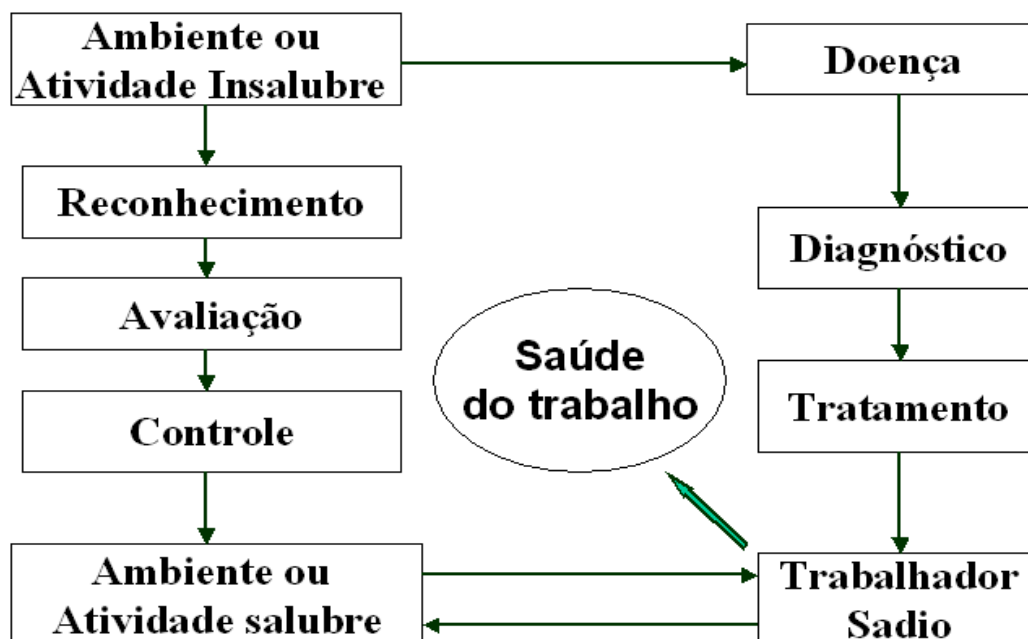 Ambiente ou
Atividade Insalubre
Doença
Reconhecimento
Diagnóstico
Avaliação
Saúde
do trabalho
Tratamento
Controle
Ambiente ou
Atividade salubre
Trabalhador
Sadio